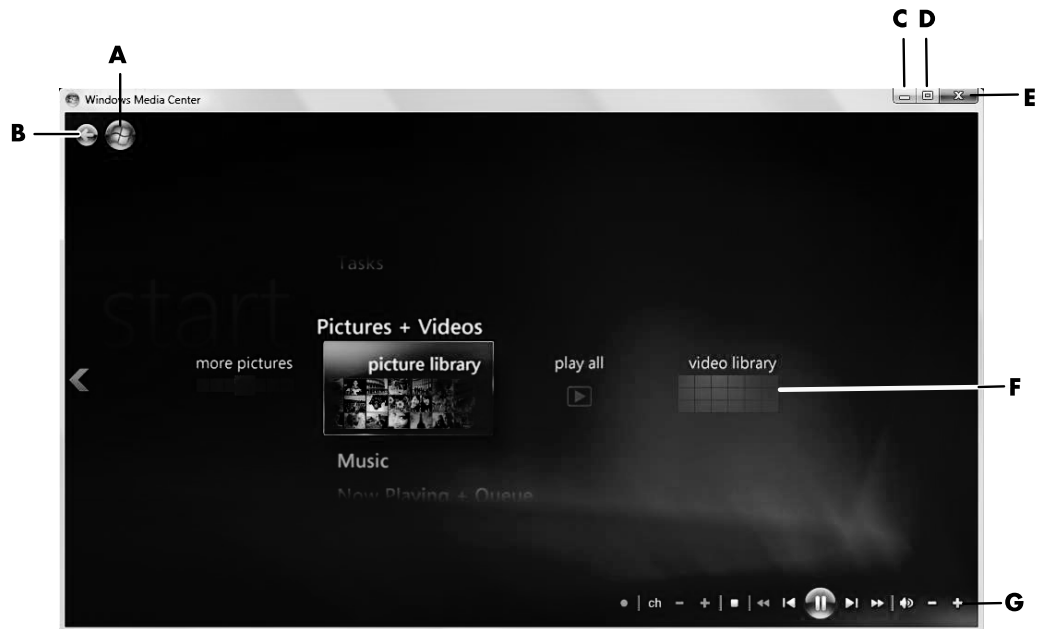 C D
A
Windows Media Center
E
B
Tasks
start
Pictures + Videos
more pictures
picture library
play all
video library
F
Music
Now Playing + Queue
ch
G